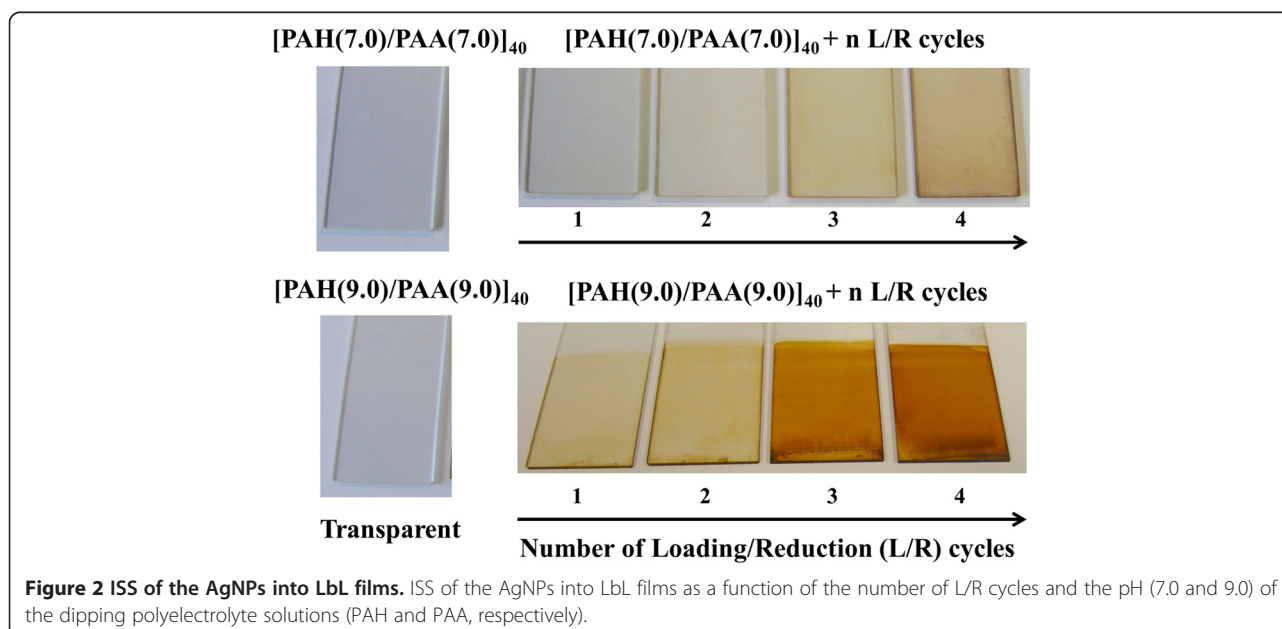 [PAH(7.0)/PAA(7.0)]40 [PAH(7.0)/PAA(7.0)]40 + n L/R cycles
1 2 3 4
[PAH(9.0)/PAA(9.0)]40 [PAH(9.0)/PAA(9.0)]40 + n L/R cycles
1 2 3 4
Transparent
Number of Loading/Reduction (L/R) cycles
Figure 2 ISS of the AgNPs into LbL films. ISS of the AgNPs into LbL films as a function of the number of L/R cycles and the pH (7.0 and 9.0) of
the dipping polyelectrolyte solutions (PAH and PAA, respectively).